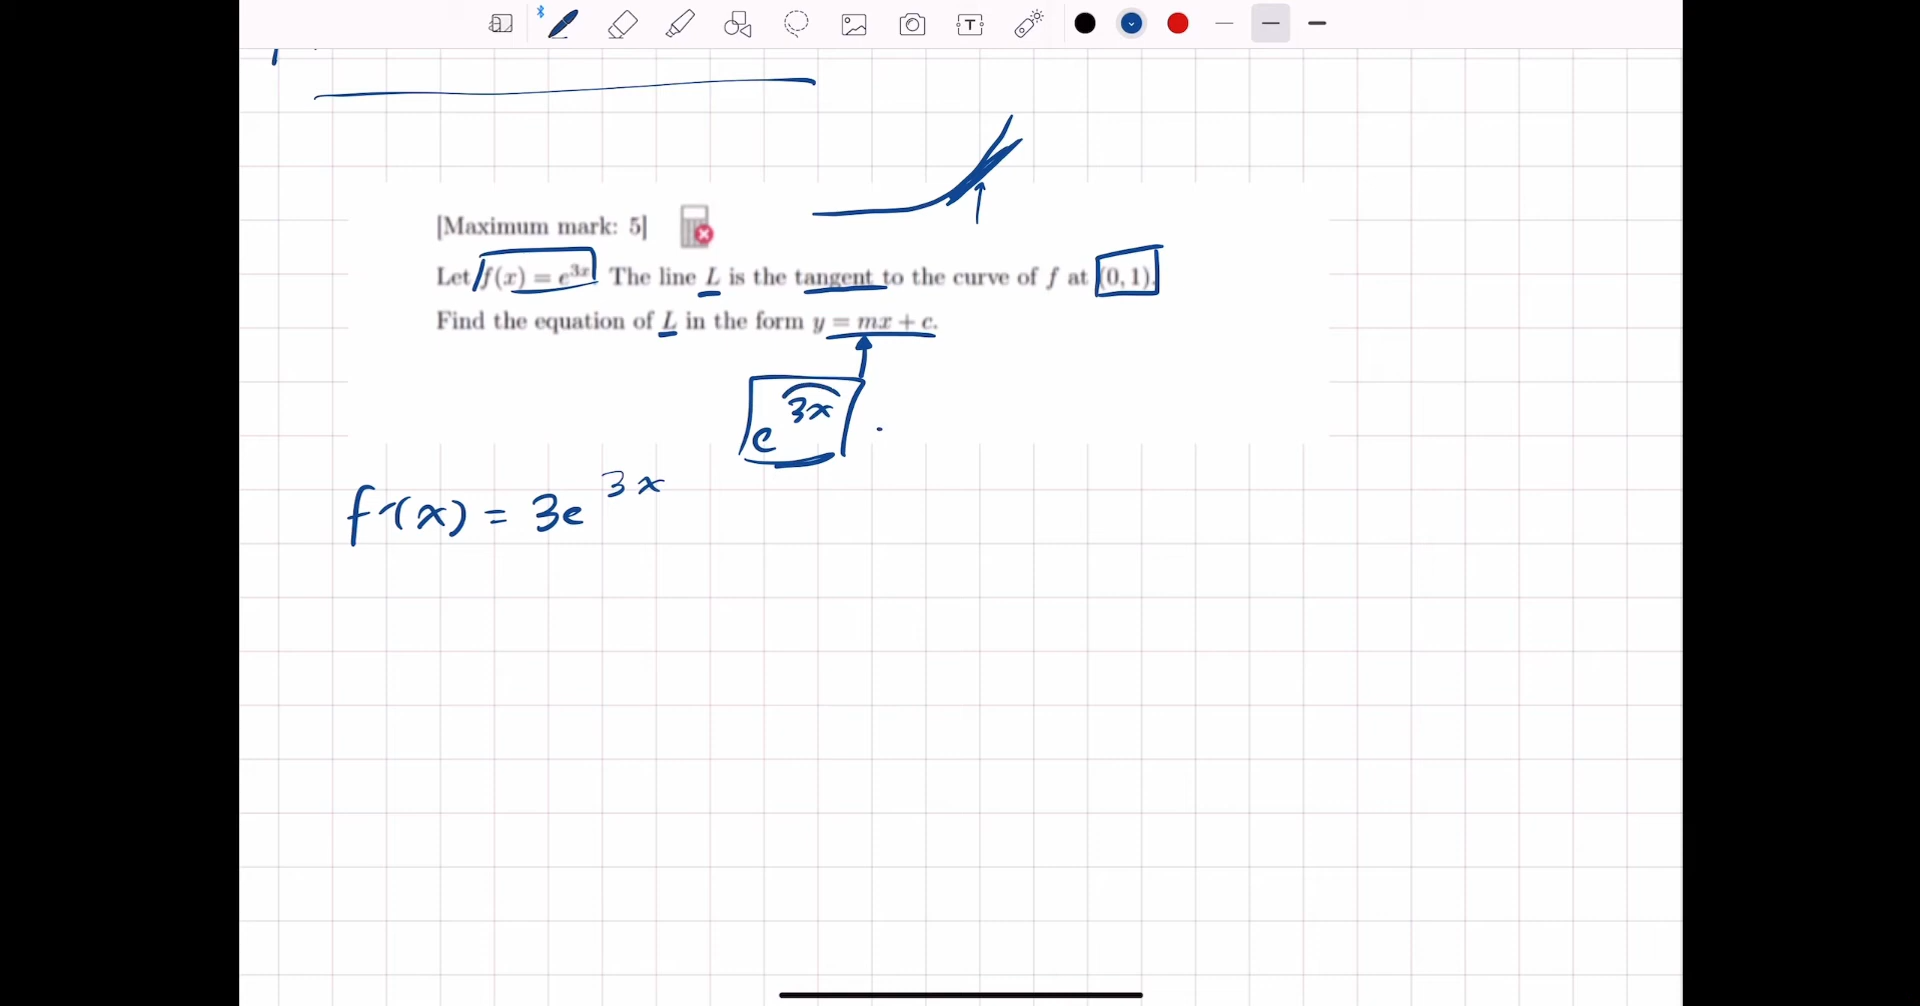 [Maximum mark: 5]
Let f(x) = e^{3x}. The line L is the tangent to the curve of f at (0, 1).
Find the equation of L in the form y = mx + c.
e^{3x}
f'(x) = 3e^{3x}